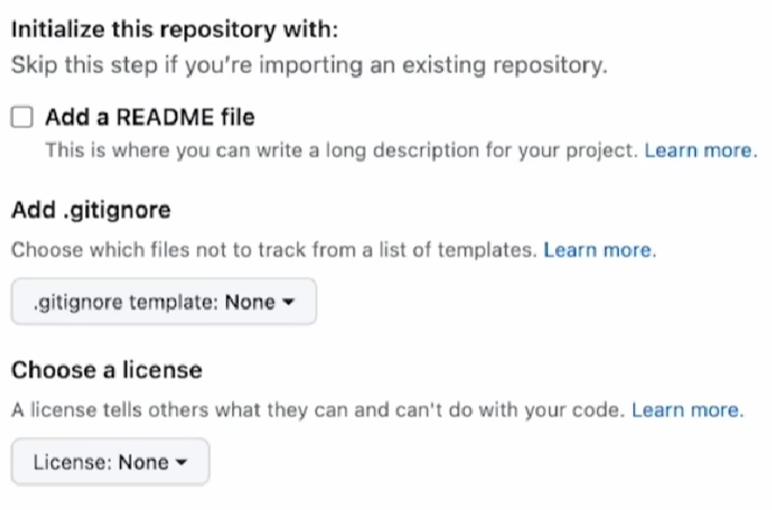 Initialize this repository with:
Skip this step if you're importing an existing repository.
Add a README file
This is where you can write a long description for your project. Learn more.
Add .gitignore
Choose which files not to track from a list of templates. Learn more.
.gitignore template: None
Choose a license
A license tells others what they can and can't do with your code. Learn more.
License: None